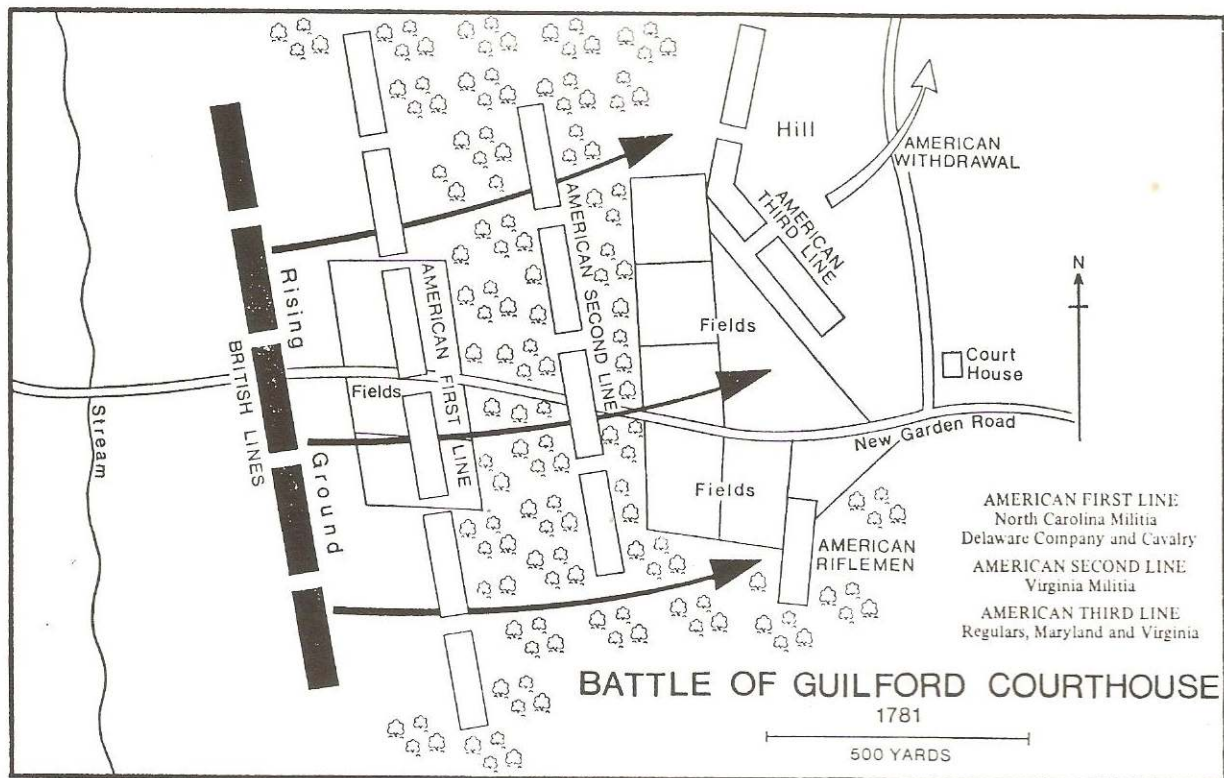 Hill
AMERICAN
WITHDRAWAL
AMERICAN
THIRD LINE
AMERICAN SECOND LINE
AMERICAN FIRST LINE
Rising
Ground
BRITISH LINES
Stream
Fields
Fields
Fields
N
Court
House
New Garden Road
AMERICAN
RIFLEMEN
AMERICAN FIRST LINE
North Carolina Militia
Delaware Company and Cavalry
AMERICAN SECOND LINE
Virginia Militia
AMERICAN THIRD LINE
Regulars, Maryland and Virginia
BATTLE OF GUILFORD COURTHOUSE
1781
500 YARDS